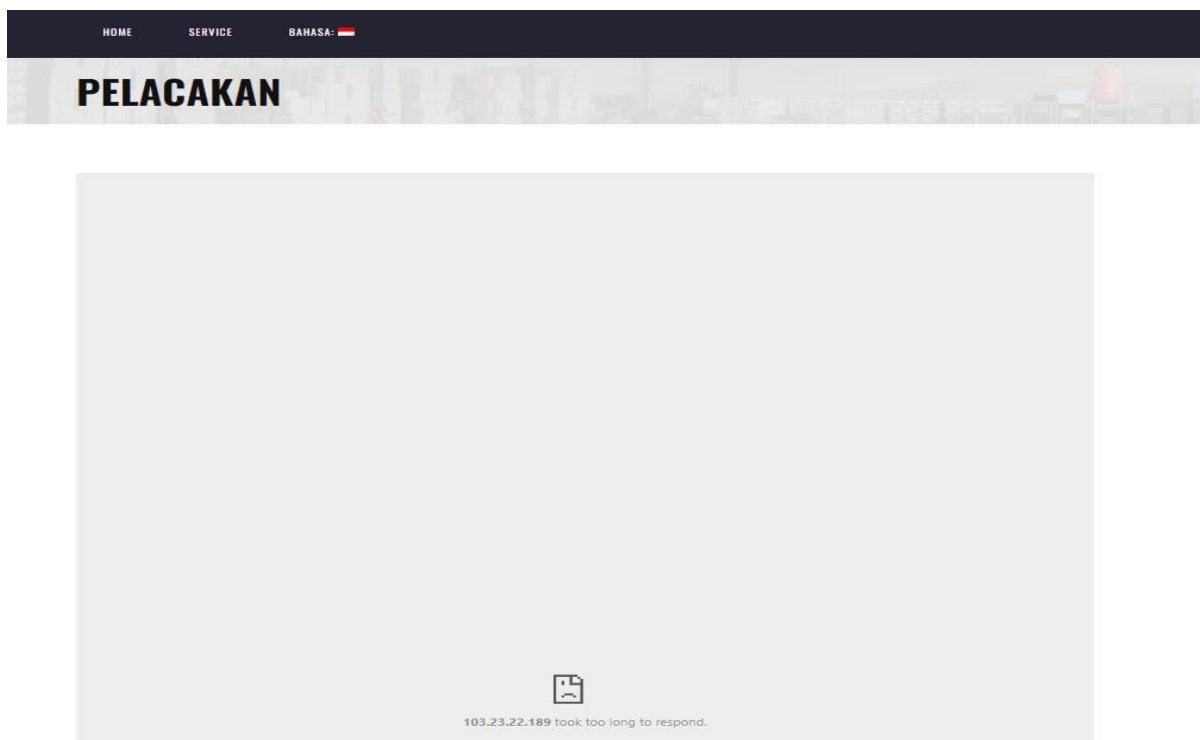 HOME SERVICE BAHASA:
PELACAKAN
103.23.22.189 took too long to respond.